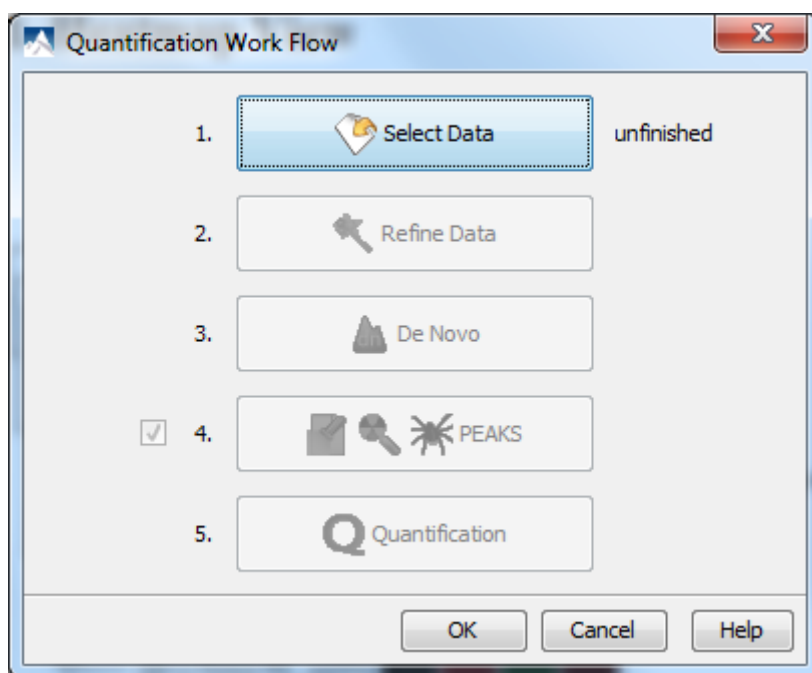 Quantification Work Flow
1. Select Data unfinished
2. Refine Data
3. De Novo
4. PEAKS
5. Q Quantification
OK Cancel Help